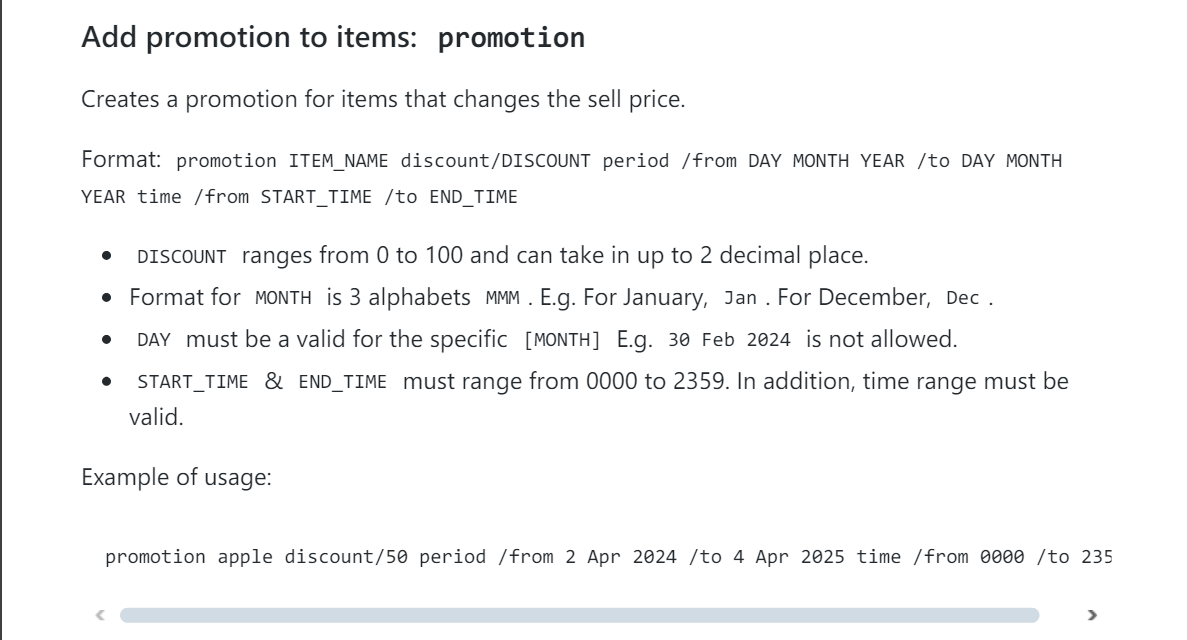 Add promotion to items: promotion
Creates a promotion for items that changes the sell price.
Format: promotion ITEM_NAME discount/DISCOUNT period /from DAY MONTH YEAR /to DAY MONTH
YEAR time /from START_TIME /to END_TIME
• DISCOUNT ranges from 0 to 100 and can take in up to 2 decimal place.
• Format for MONTH is 3 alphabets MMM . E.g. For January, Jan . For December, Dec .
• DAY must be a valid for the specific [MONTH] E.g. 30 Feb 2024 is not allowed.
• START_TIME & END_TIME must range from 0000 to 2359. In addition, time range must be
valid.
Example of usage:
promotion apple discount/50 period /from 2 Apr 2024 /to 4 Apr 2025 time /from 0000 /to 235